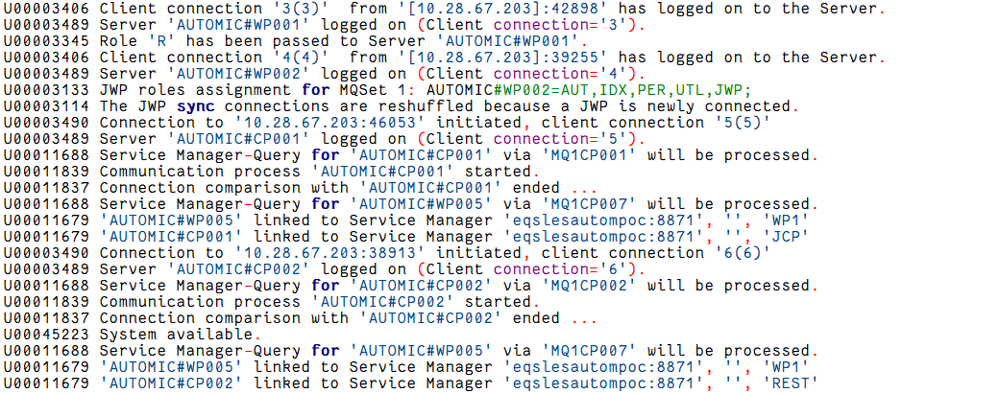 U00003406 Client connection '3(3)'  from '[10.28.67.203]:42898' has logged on to the Server.
U00003489 Server 'AUTOMIC#WP001' logged on (Client connection='3').
U00003345 Role 'R' has been passed to Server 'AUTOMIC#WP001'.
U00003406 Client connection '4(4)'  from '[10.28.67.203]:39255' has logged on to the Server.
U00003489 Server 'AUTOMIC#WP002' logged on (Client connection='4').
U00003133 JWP roles assignment for MQSet 1: AUTOMIC#WP002=AUT,IDX,PER,UTL,JWP;
U00003114 The JWP sync connections are reshuffled because a JWP is newly connected.
U00003490 Connection to '10.28.67.203:46053' initiated, client connection '5(5)'
U00003489 Server 'AUTOMIC#CP001' logged on (Client connection='5').
U00011688 Service Manager-Query for 'AUTOMIC#CP001' via 'MQ1CP001' will be processed.
U00011839 Communication process 'AUTOMIC#CP001' started.
U00011837 Connection comparison with 'AUTOMIC#CP001' ended ...
U00011688 Service Manager-Query for 'AUTOMIC#WP005' via 'MQ1CP007' will be processed.
U00011679 'AUTOMIC#WP005' linked to Service Manager 'eqslesautompoc:8871', '', 'WP1'
U00011679 'AUTOMIC#CP001' linked to Service Manager 'eqslesautompoc:8871', '', 'JCP'
U00003490 Connection to '10.28.67.203:38913' initiated, client connection '6(6)'
U00003489 Server 'AUTOMIC#CP002' logged on (Client connection='6').
U00011688 Service Manager-Query for 'AUTOMIC#CP002' via 'MQ1CP002' will be processed.
U00011839 Communication process 'AUTOMIC#CP002' started.
U00011837 Connection comparison with 'AUTOMIC#CP002' ended ...
U00045223 System available.
U00011688 Service Manager-Query for 'AUTOMIC#WP005' via 'MQ1CP007' will be processed.
U00011679 'AUTOMIC#WP005' linked to Service Manager 'eqslesautompoc:8871', '', 'WP1'
U00011679 'AUTOMIC#CP002' linked to Service Manager 'eqslesautompoc:8871', '', 'REST'